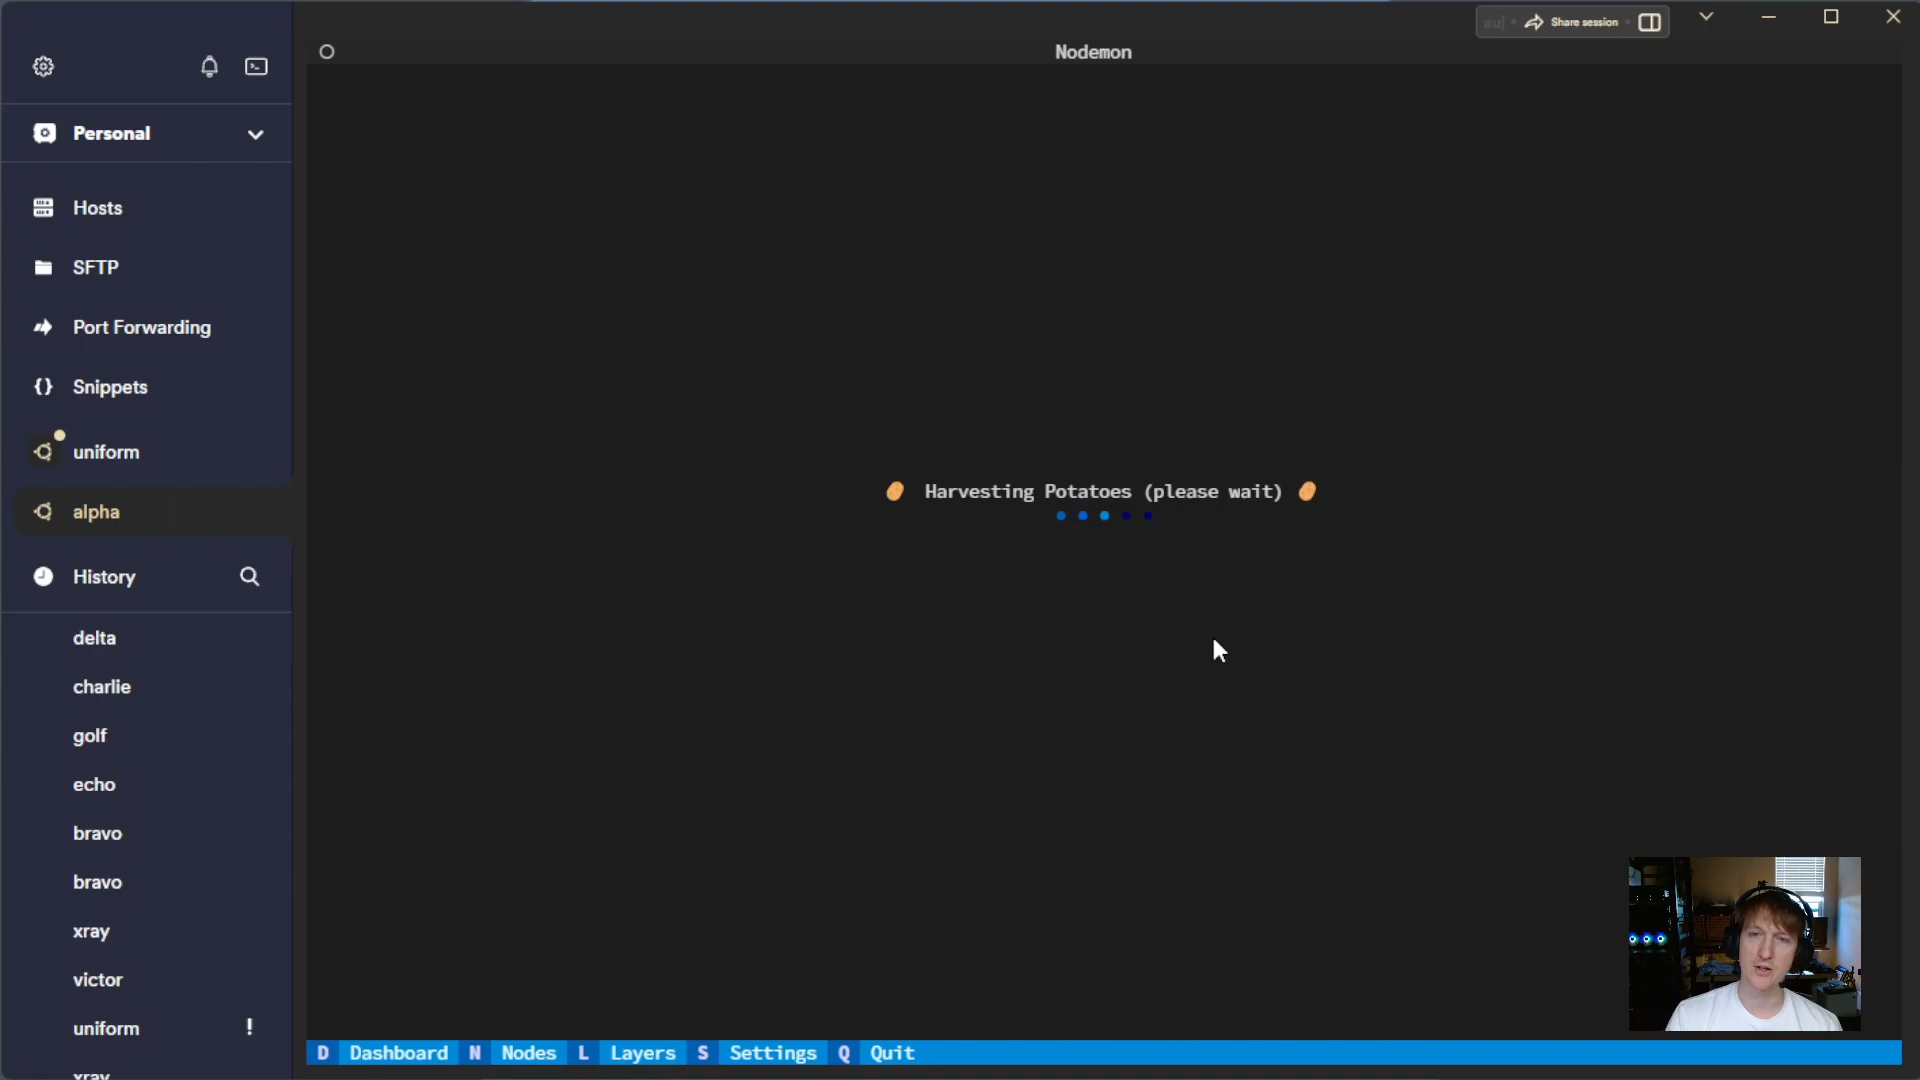 Share session
Nodemon
Personal
Hosts
SFTP
Port Forwarding
Snippets
uniform
alpha
History
delta
charlie
golf
echo
bravo
bravo
xray
victor
uniform !
xray
Harvesting Potatoes (please wait)
D Dashboard N Nodes L Layers S Settings Q Quit